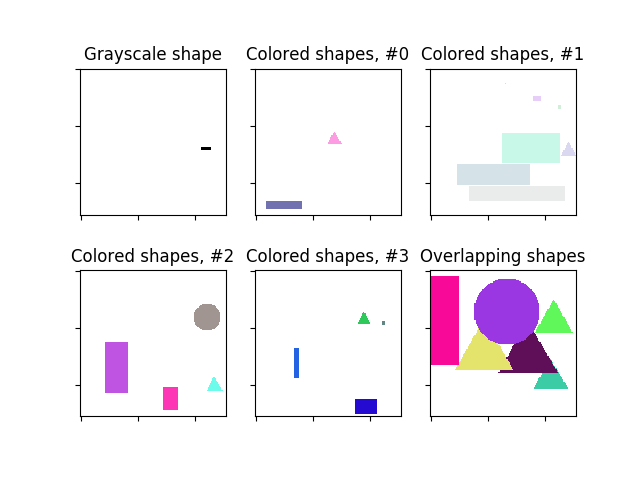 Grayscale shape
Colored shapes, #0
Colored shapes, #1
Colored shapes, #2
Colored shapes, #3
Overlapping shapes